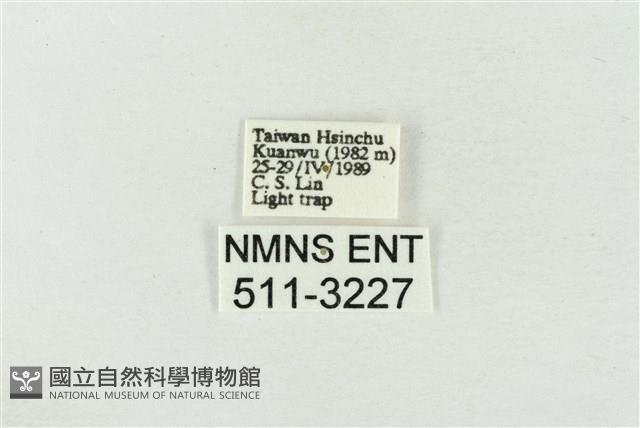 Taiwan Hsinchu
Kuanwu (1982 m)
25-29/IV/1989
C. S. Lin
Light trap
NMNS ENT
511-3227
國立自然科學博物館
NATIONAL MUSEUM OF NATURAL SCIENCE